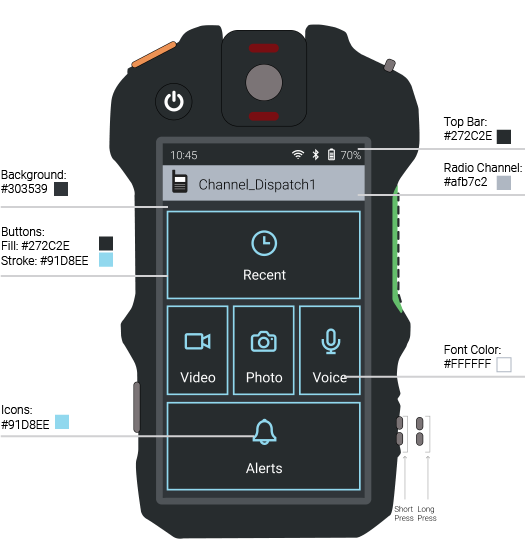 Top Bar:
#272C2E
10:45
70%
Radio Channel:
#afb7c2
Channel_Dispatch1
Background:
#303539
Buttons:
Fill: #272C2E
Stroke: #91D8EE
Recent
Font Color:
#FFFFFF
Video
Photo
Voice
Icons:
#91D8EE
Alerts
Short
Press
Long
Press